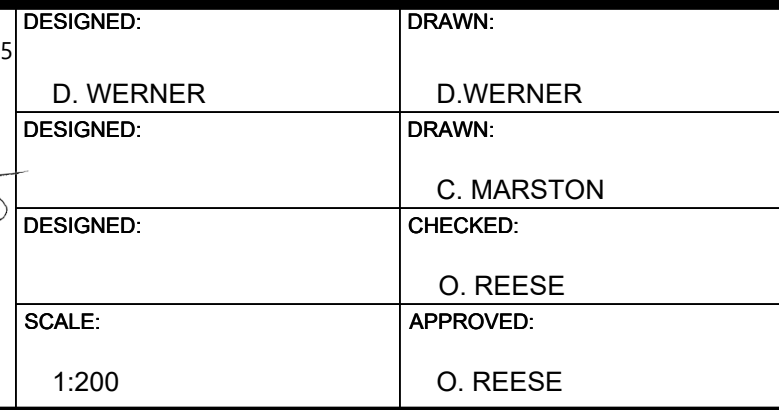 DESIGNED:
DRAWN:
5
D. WERNER
D.WERNER
DESIGNED:
DRAWN:
C. MARSTON
DESIGNED:
CHECKED:
O. REESE
SCALE:
APPROVED:
1:200
O. REESE